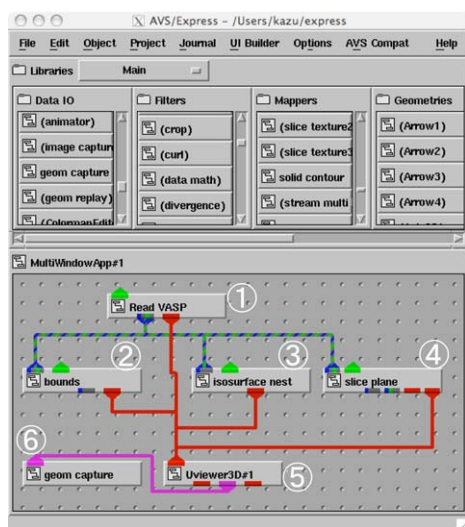 AVS/Express - /Users/kazu/express
File Edit Object Project Journal UI Builder Options AVS Compat Help
Libraries Main
Data IO Filters Mappers Geometries
(animator)
(image captur
geom capture
(geom replay)
(ColormapEdit
(crop)
(curl)
(data math)
(divergence)
(slice texture2
(slice texture3
solid contour
(stream multi
(Arrow1)
(Arrow2)
(Arrow3)
(Arrow4)
MultiWindowApp#1
Read VASP ①
bounds ②
isosurface nest ③
slice plane ④
geom capture ⑥
Uviewer3D#1 ⑤